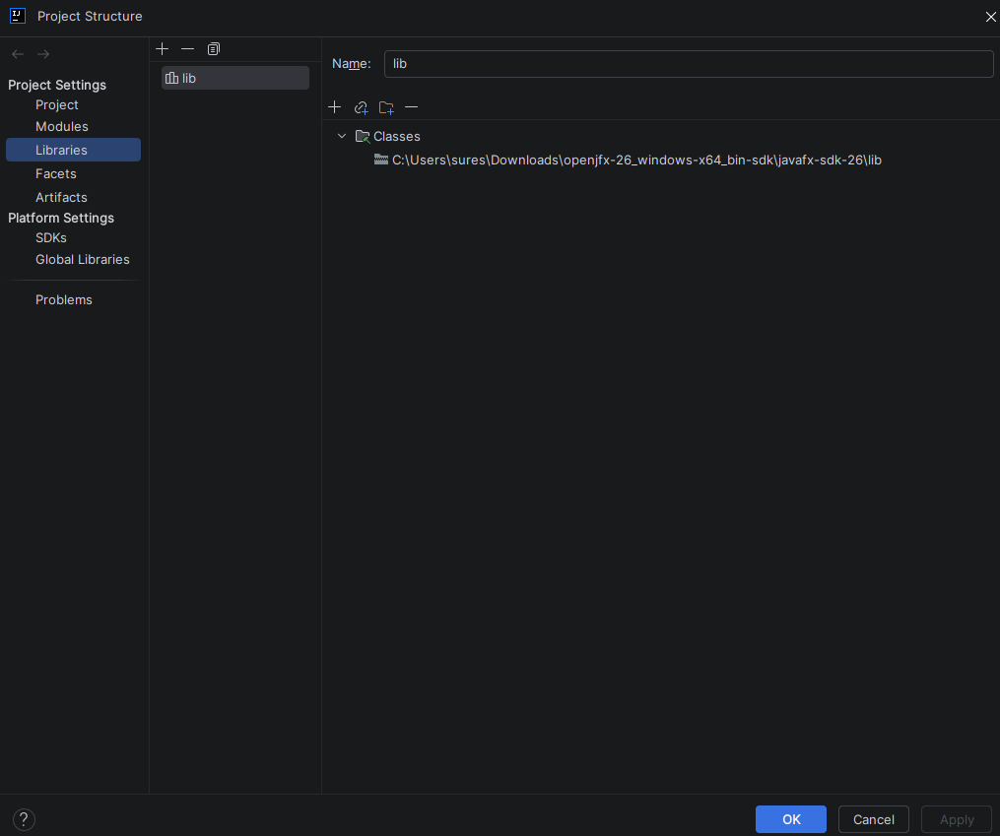 Project Structure
Project Settings
Project
Modules
Libraries
Facets
Artifacts
Platform Settings
SDKs
Global Libraries
Problems
lib
Name: lib
Classes
C:\Users\sures\Downloads\openjfx-26_windows-x64_bin-sdk\javafx-sdk-26\lib
? OK Cancel Apply